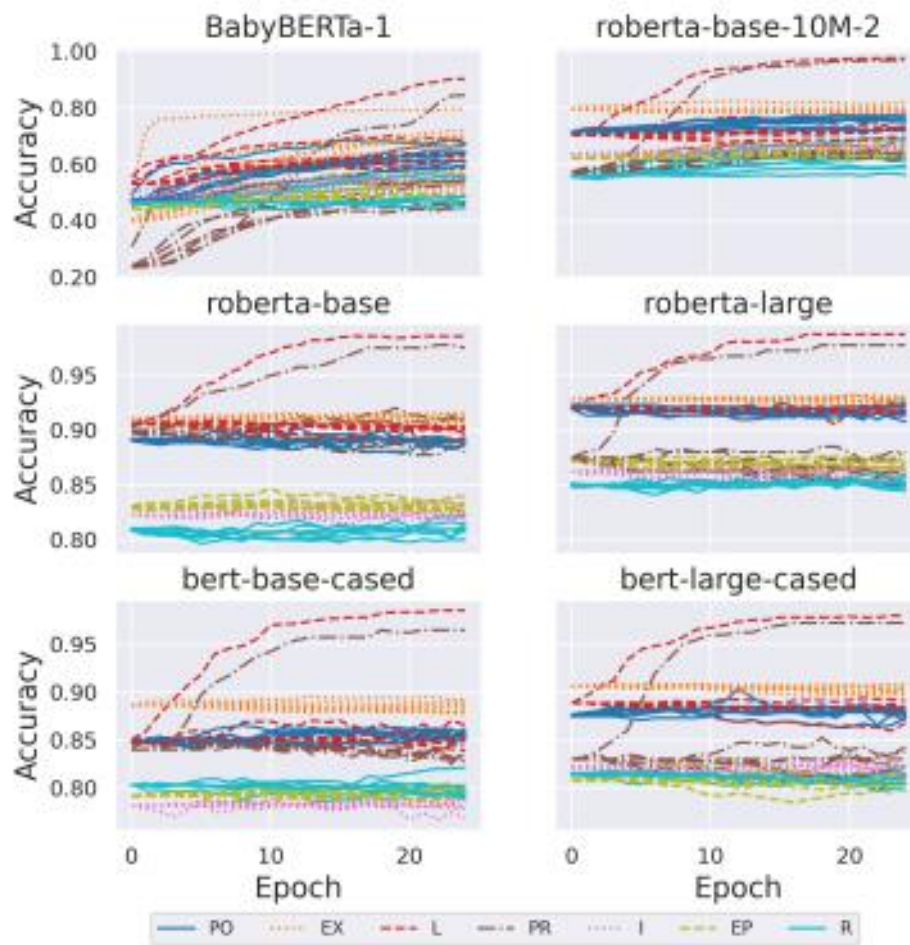 BabyBERTa-1 roberta-base-10M-2
1.00
0.80
0.60
0.40
0.20
Accuracy
roberta-base roberta-large
0.95
0.90
0.85
0.80
Accuracy
bert-base-cased bert-large-cased
0.95
0.90
0.85
0.80
Accuracy
0 10 20 0 10 20
Epoch Epoch
PO EX L PR I EP R